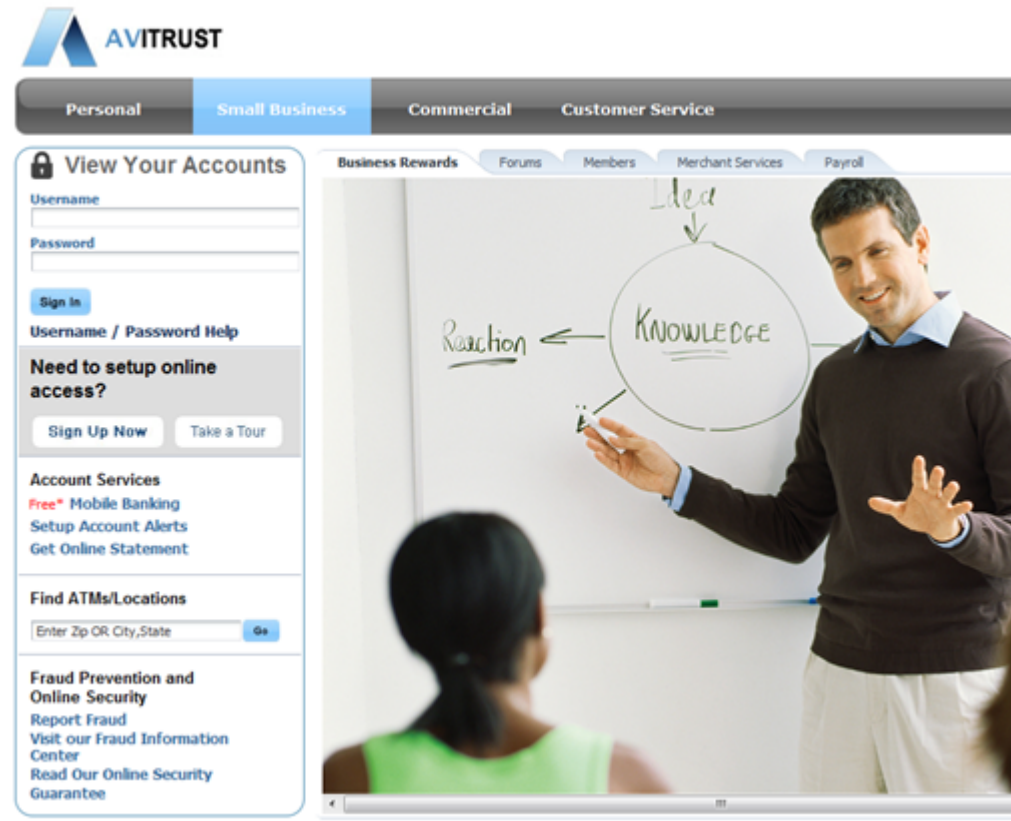 AVITRUST
Personal Small Business Commercial Customer Service
View Your Accounts
Username
Password
Sign In
Username / Password Help
Need to setup online
access?
Sign Up Now Take a Tour
Account Services
Free* Mobile Banking
Setup Account Alerts
Get Online Statement
Find ATMs/Locations
Enter Zip OR City,State Go
Fraud Prevention and
Online Security
Report Fraud
Visit our Fraud Information
Center
Read Our Online Security
Guarantee
Business Rewards Forums Members Merchant Services Payroll
Idea
KNOWLEDGE
Reaction